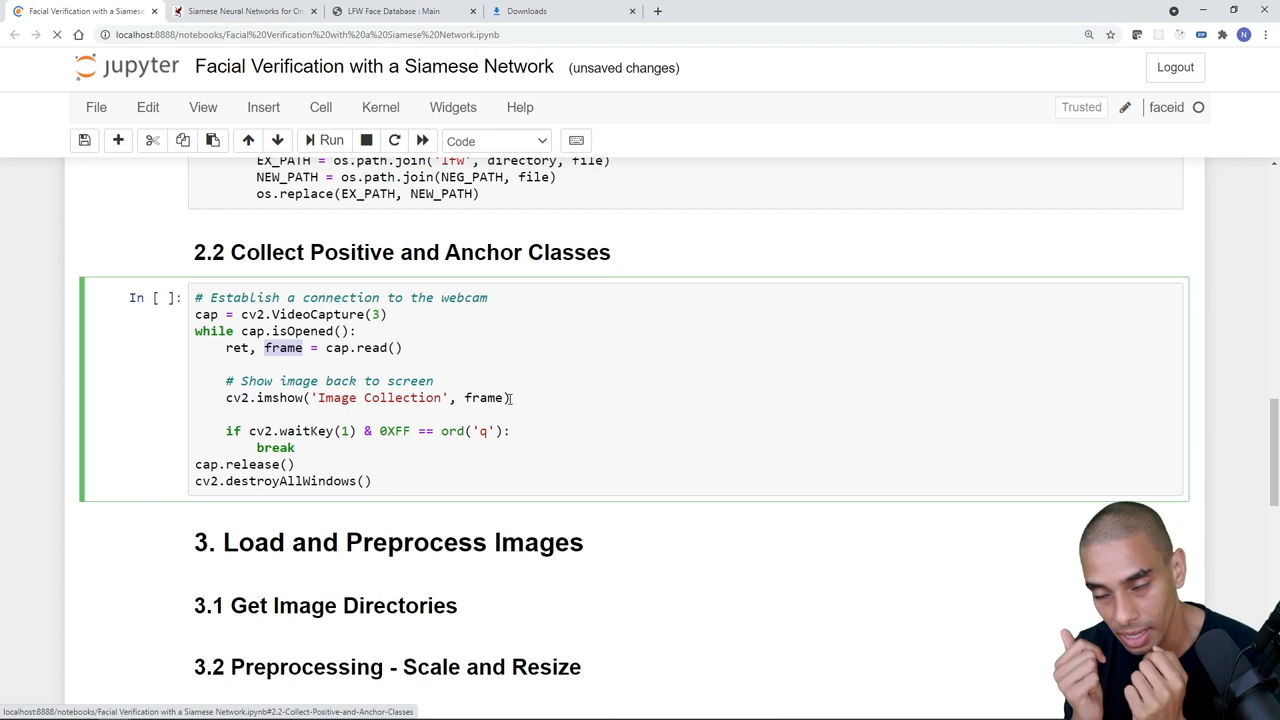 Facial Verification with a Siamese
Siamese Neural Networks for On
LFW Face Database : Main
Downloads
localhost:8888/notebooks/Facial%20Verification%20with%20a%20Siamese%20Network.ipynb
jupyter
Facial Verification with a Siamese Network (unsaved changes)
Logout
File Edit View Insert Cell Kernel Widgets Help
Trusted
faceid
Run
Code
EX_PATH = os.path.join('lfw', directory, file)
NEW_PATH = os.path.join(NEG_PATH, file)
os.replace(EX_PATH, NEW_PATH)
2.2 Collect Positive and Anchor Classes
In [ ]: # Establish a connection to the webcam
cap = cv2.VideoCapture(3)
while cap.isOpened():
ret, frame = cap.read()
# Show image back to screen
cv2.imshow('Image Collection', frame)
if cv2.waitKey(1) & 0XFF == ord('q'):
break
cap.release()
cv2.destroyAllWindows()
3. Load and Preprocess Images
3.1 Get Image Directories
3.2 Preprocessing - Scale and Resize
localhost:8888/notebooks/Facial Verification with a Siamese Network.ipynb#2.2-Collect-Positive-and-Anchor-Classes